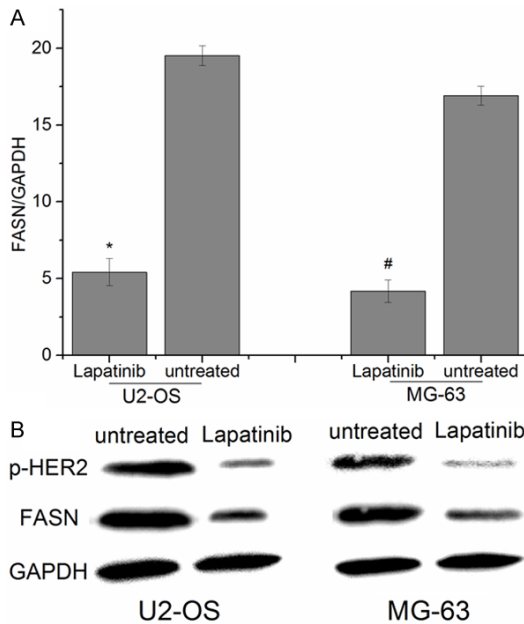 A
FASN/GAPDH
20
15
10
5
0
*
#
Lapatinib untreated Lapatinib untreated
U2-OS MG-63
B
untreated Lapatinib untreated Lapatinib
p-HER2
FASN
GAPDH
U2-OS MG-63